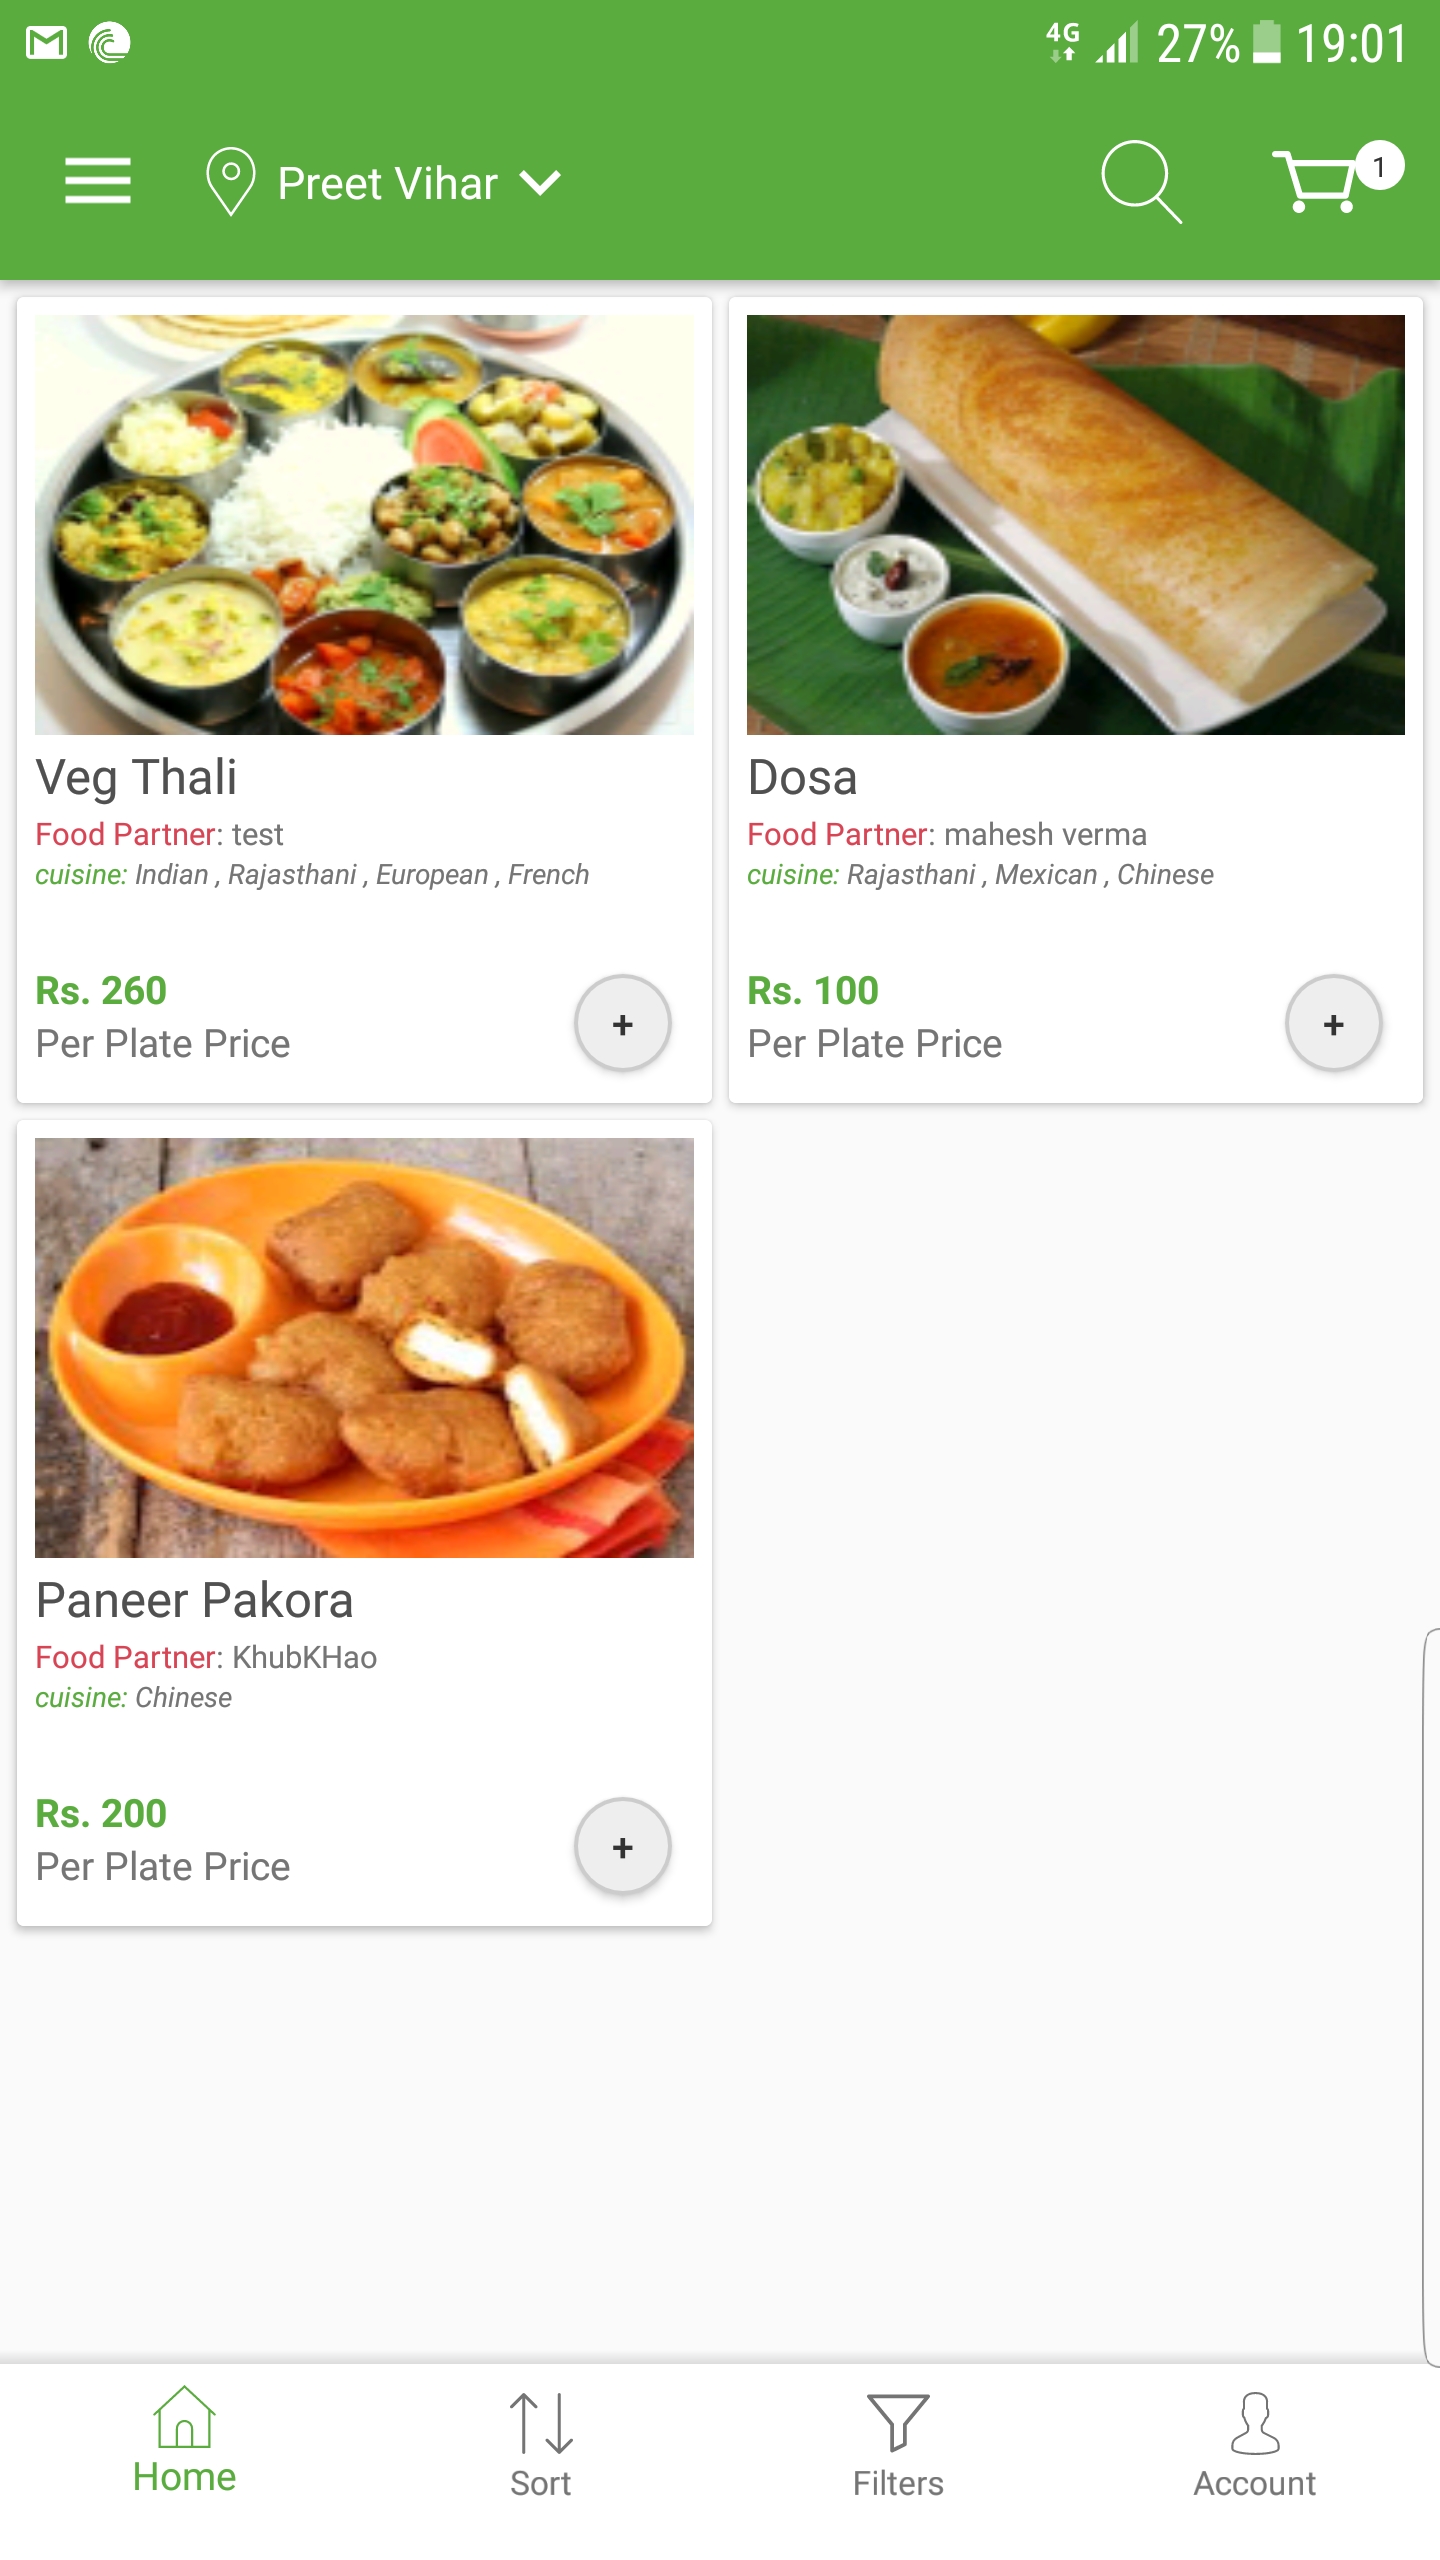 4G 27% 19:01
Preet Vihar
1
Veg Thali
Food Partner: test
cuisine: Indian , Rajasthani , European , French
Rs. 260
Per Plate Price
+
Dosa
Food Partner: mahesh verma
cuisine: Rajasthani , Mexican , Chinese
Rs. 100
Per Plate Price
+
Paneer Pakora
Food Partner: KhubKHao
cuisine: Chinese
Rs. 200
Per Plate Price
+
Home
Sort
Filters
Account